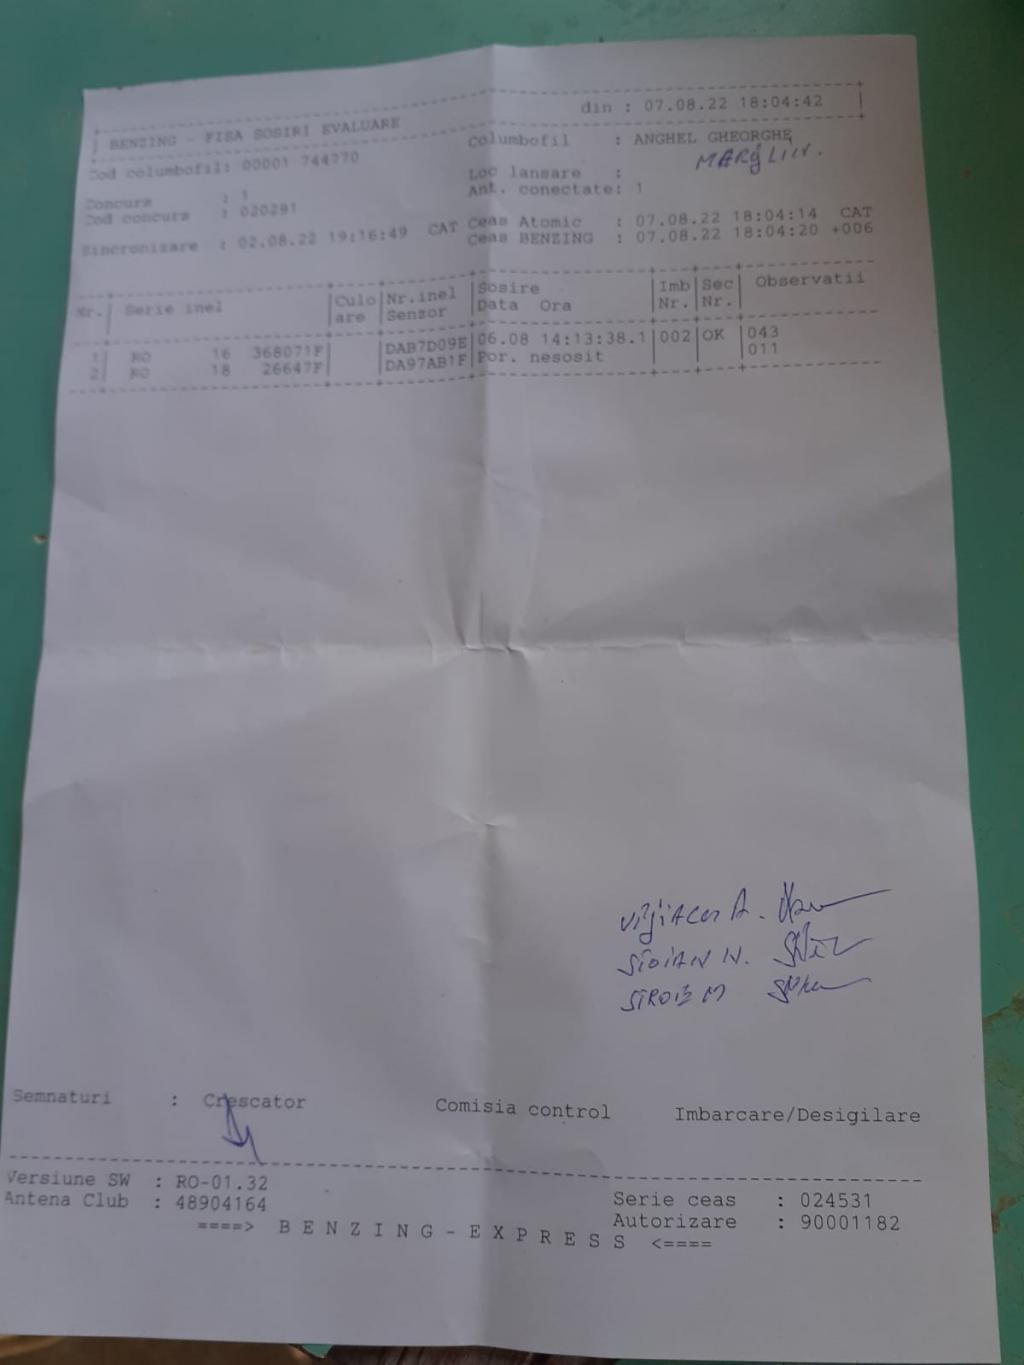 din : 07.08.22 18:04:42
BENZING - FISA SOSIRI EVALUARE
Columbofil : ANGHEL GHEORGHE
Cod columbofil: 00001 744770
Loc lansare :
Concurs : 1
Ant. conectate: 1
Cod concurs : 020291
Ceas Atomic : 07.08.22 18:04:14 CAT
Sincronizare : 02.08.22 19:16:49 CAT
Ceas BENZING : 07.08.22 18:04:20 +006
Nr. Serie inel Culo Nr.inel Sosire Imb Sec Observatii
are Senzor Data Ora Nr. Nr.
1 RO 16 368071F DAB7D09E 06.08 14:13:38.1 002 OK 043
2 RO 18 26647F DA97AB1F Por. nesosit 011
A.
STOIAN N.
M
Semnaturi : Crescator Comisia control Imbarcare/Desigilare
Versiune SW : RO-01.32
Antena Club : 48904164
Serie ceas : 024531
Autorizare : 90001182
====> B E N Z I N G - E X P R E S S <====